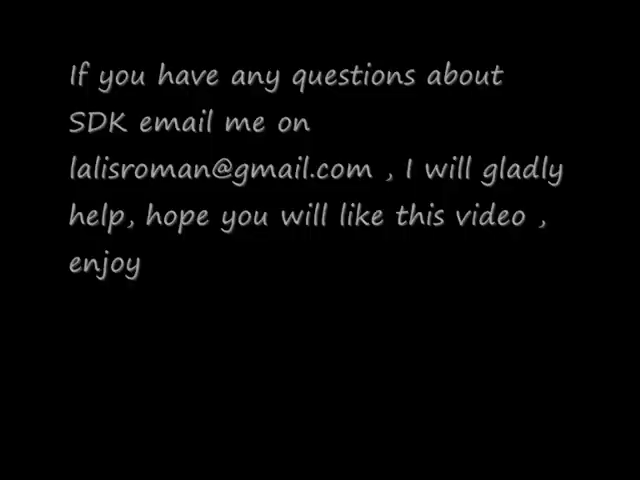 If you have any questions about
SDK email me on
lalisroman@gmail.com , I will gladly
help, hope you will like this video ,
enjoy